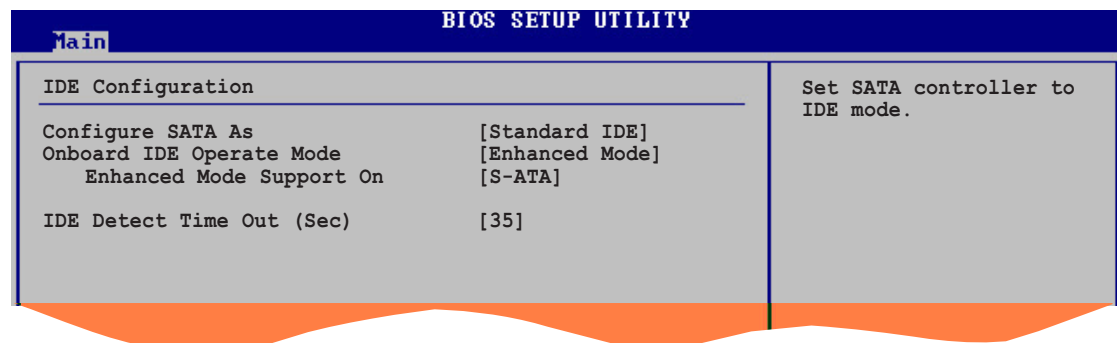 BIOS SETUP UTILITY
Main
IDE Configuration
Configure SATA As [Standard IDE]
Onboard IDE Operate Mode [Enhanced Mode]
Enhanced Mode Support On [S-ATA]
IDE Detect Time Out (Sec) [35]
Set SATA controller to
IDE mode.